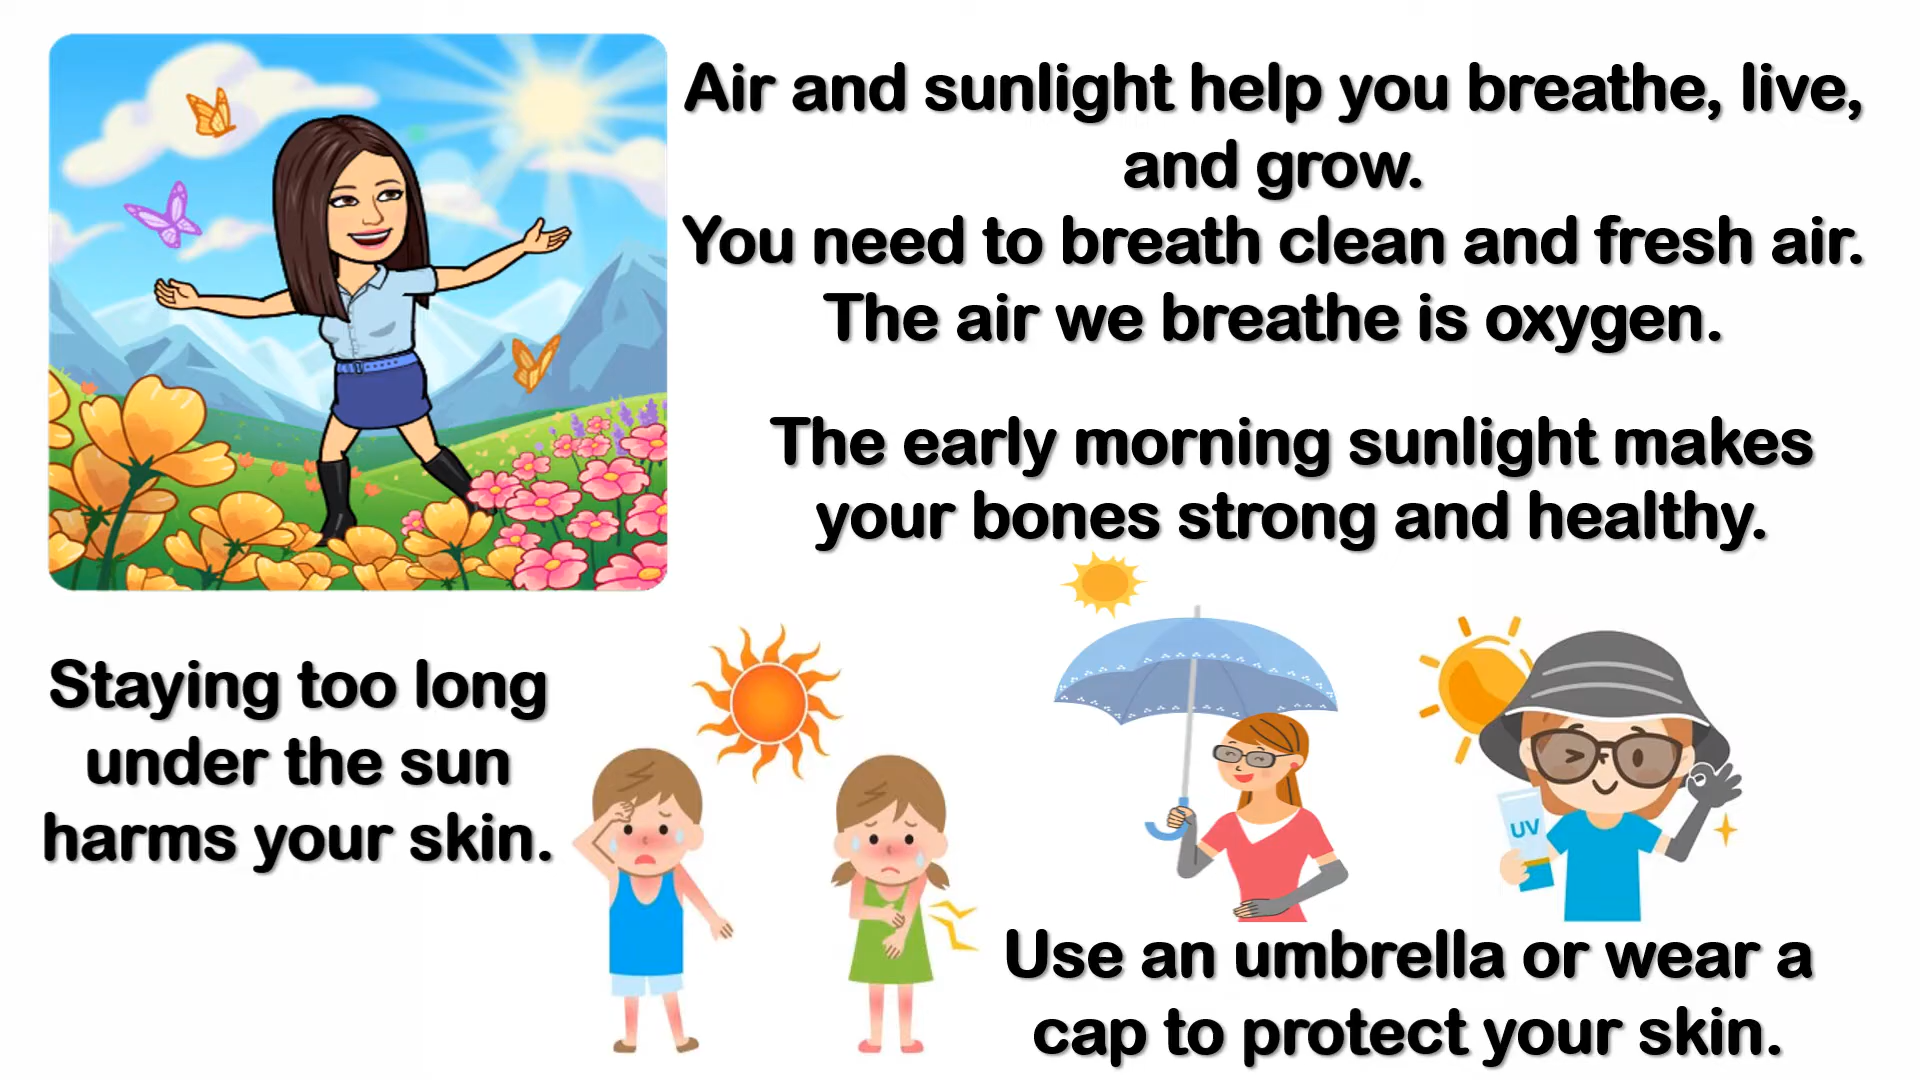 Air and sunlight help you breathe, live,
and grow.
You need to breath clean and fresh air.
The air we breathe is oxygen.
The early morning sunlight makes
your bones strong and healthy.
Staying too long
under the sun
harms your skin.
UV
Use an umbrella or wear a
cap to protect your skin.